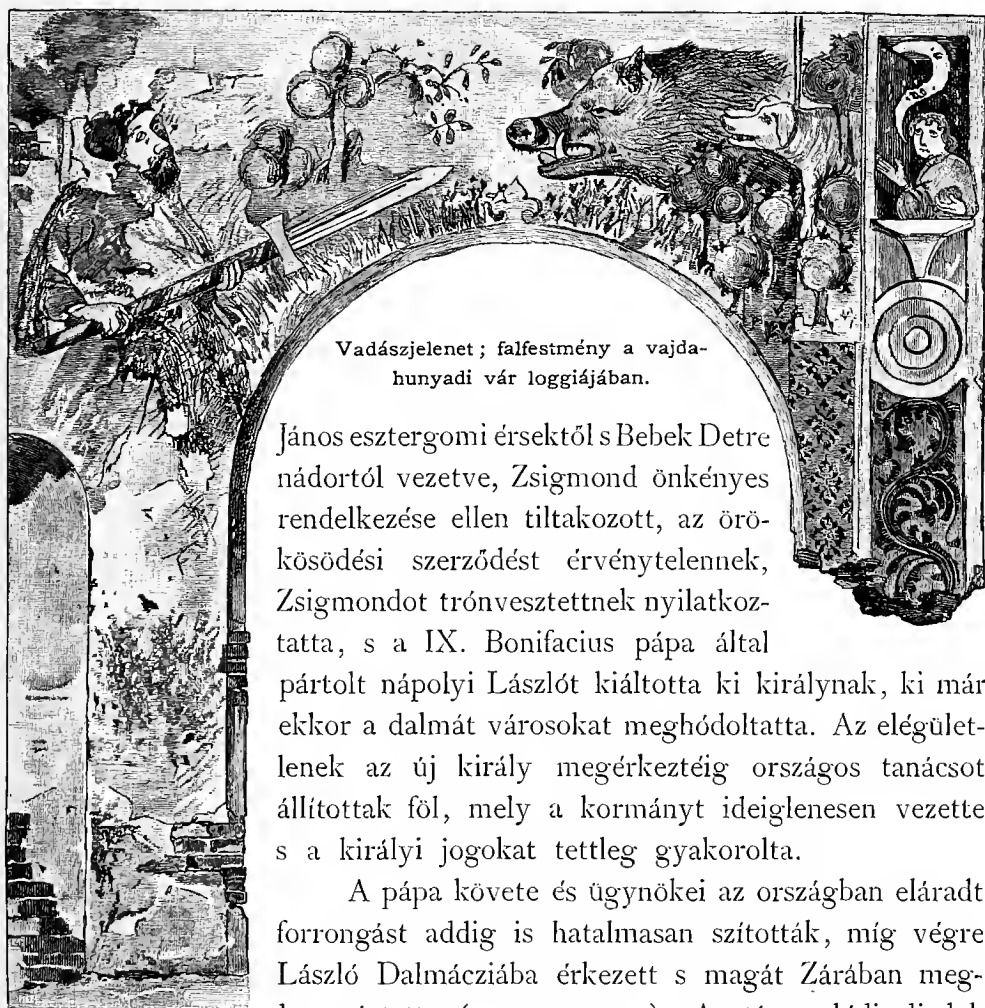 Vadászjelenet; falfestmény a vajda-
hunyadi vár loggiájában.
János esztergomi érsektől s Bebek Detre
nádortól vezetve, Zsigmond önkényes
rendelkezése ellen tiltakozott, az örö-
kösödési szerződést érvénytelennek,
Zsigmondot trónvesztettnek nyilatkoz-
tatta, s a IX. Bonifacius pápa által
pártolt nápolyi Lászlót kiáltotta ki királynak, ki már
ekkor a dalmát városokat meghódoltatta. Az elégület-
lenek az új király megérkeztéig országos tanácsot
állítottak föl, mely a kormányt ideiglenesen vezette
s a királyi jogokat tettleg gyakorolta.
A pápa követe és ügynökei az országban eláradt
forrongást addig is hatalmasan szították, míg végre
László Dalmácziába érkezett s magát Zárában meg-